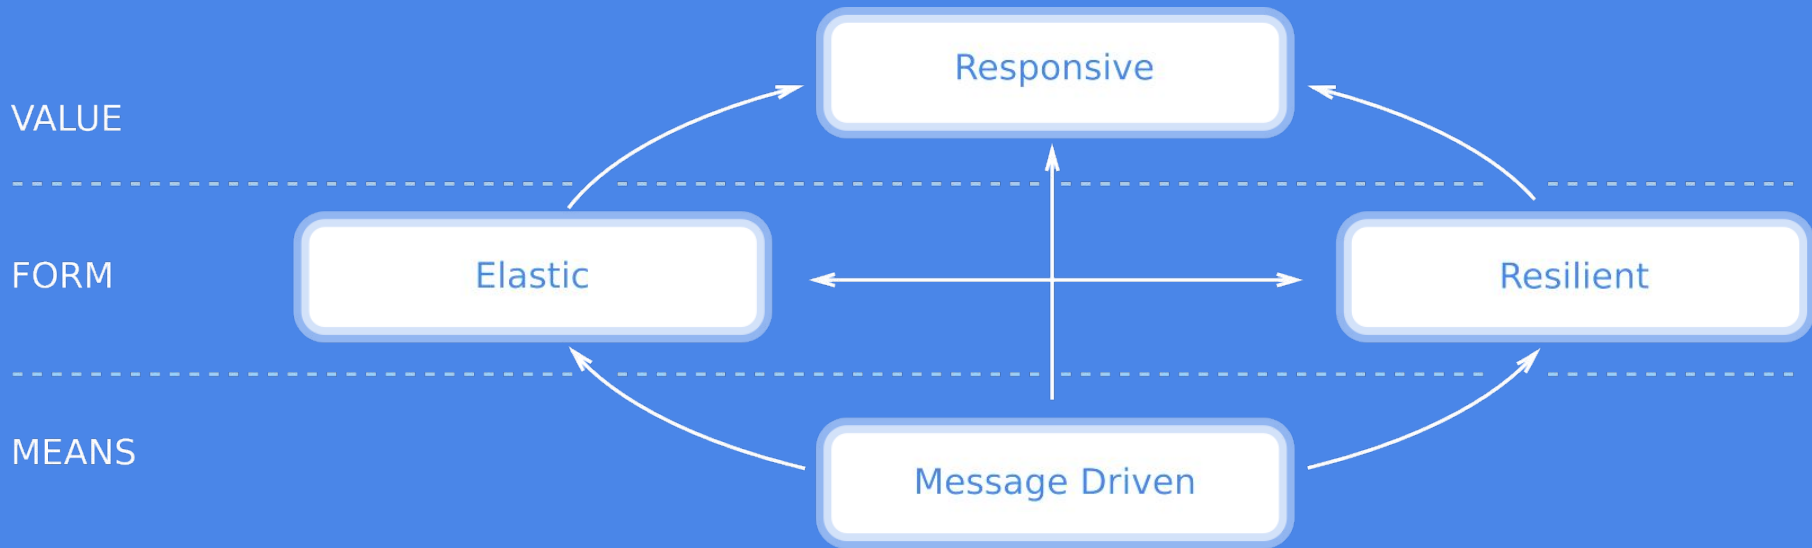 Responsive
VALUE
Elastic
FORM
Resilient
MEANS
Message Driven